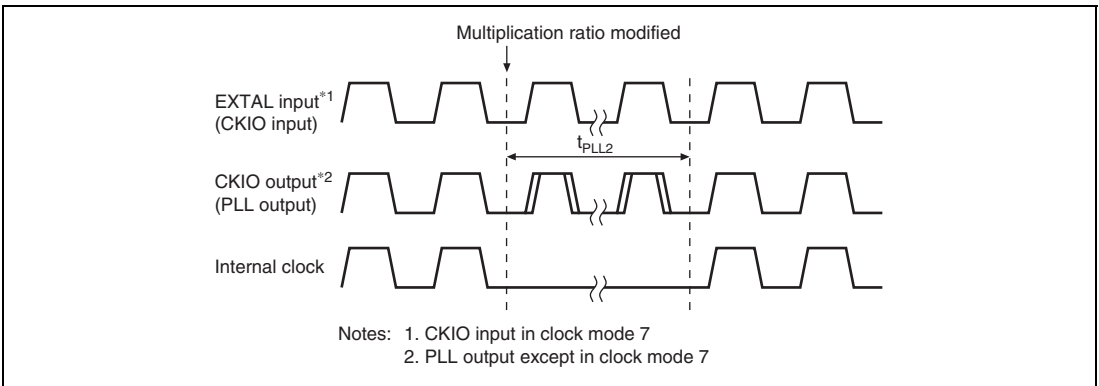 Multiplication ratio modified
EXTAL input*1
(CKIO input)
tPLL2
CKIO output*2
(PLL output)
Internal clock
Notes: 1. CKIO input in clock mode 7
2. PLL output except in clock mode 7